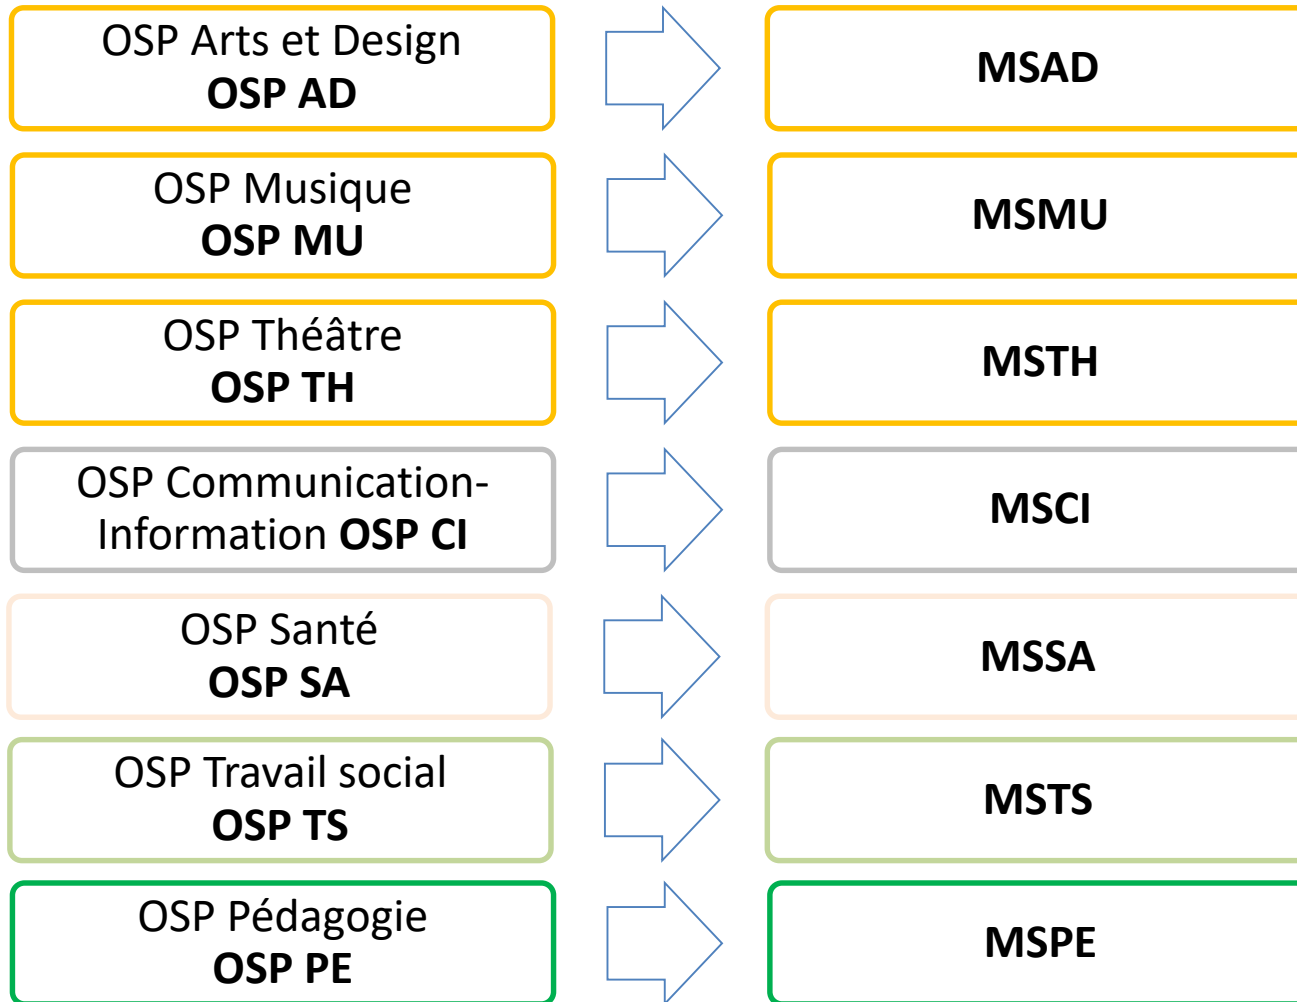 OSP Arts et Design
OSP AD
MSAD
OSP Musique
OSP MU
MSMU
OSP Théâtre
OSP TH
MSTH
OSP Communication-
Information OSP CI
MSCI
OSP Santé
OSP SA
MSSA
OSP Travail social
OSP TS
MSTS
OSP Pédagogie
OSP PE
MSPE